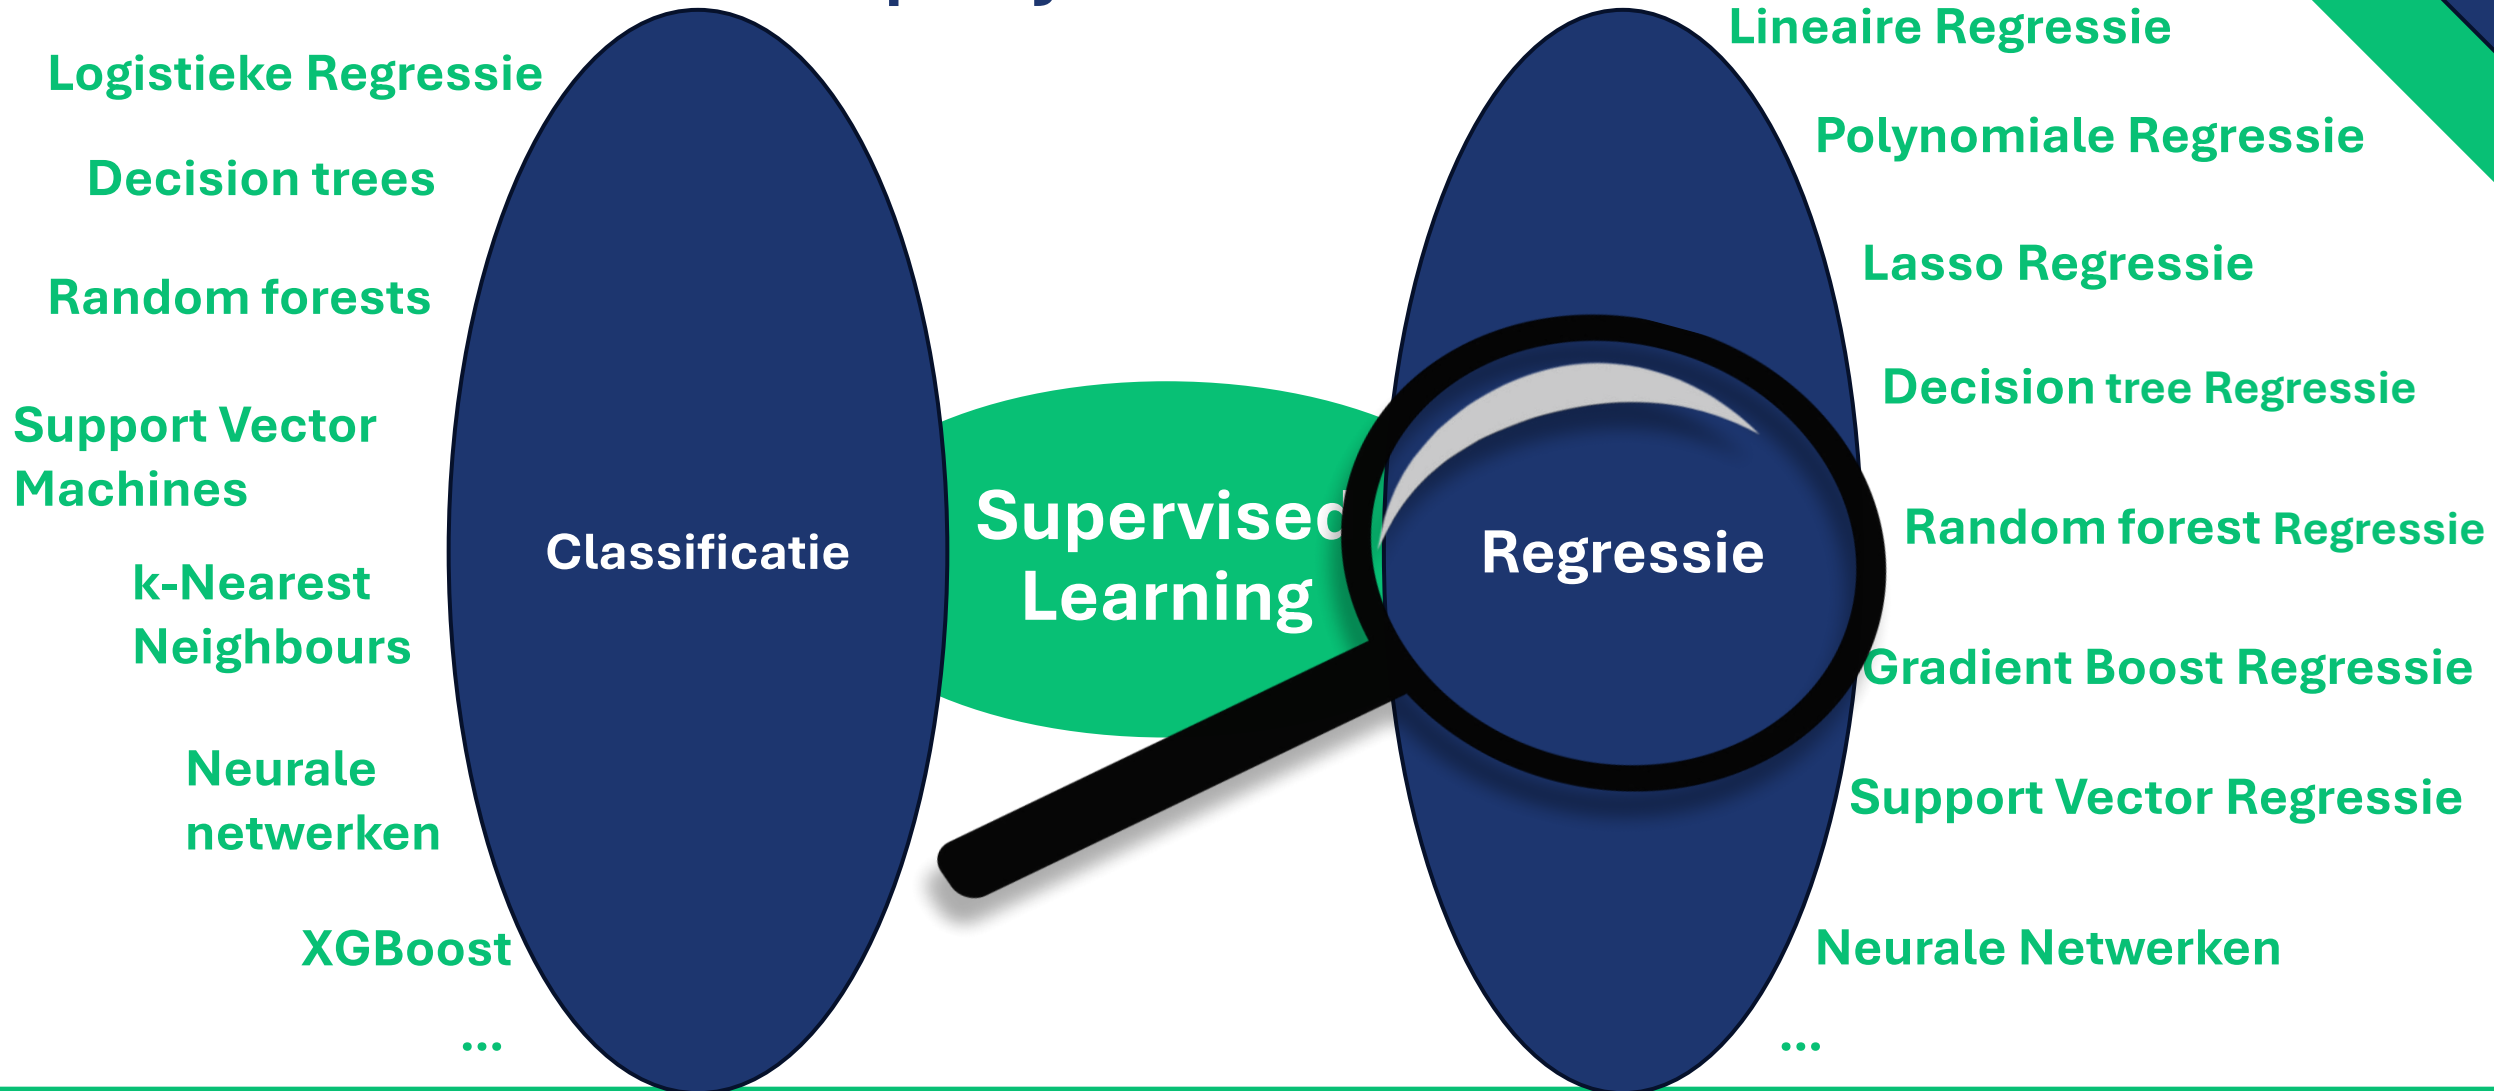 Logistieke Regressie
Decision trees
Random forests
Support Vector
Machines
k-Nearest
Neighbours
Neurale
netwerken
XGBoost
...
Classificatie
Supervised
Learning
Regressie
Lineaire Regressie
Polynomiale Regressie
Lasso Regressie
Decision tree Regressie
Random forest Regressie
Gradient Boost Regressie
Support Vector Regressie
Neurale Netwerken
...